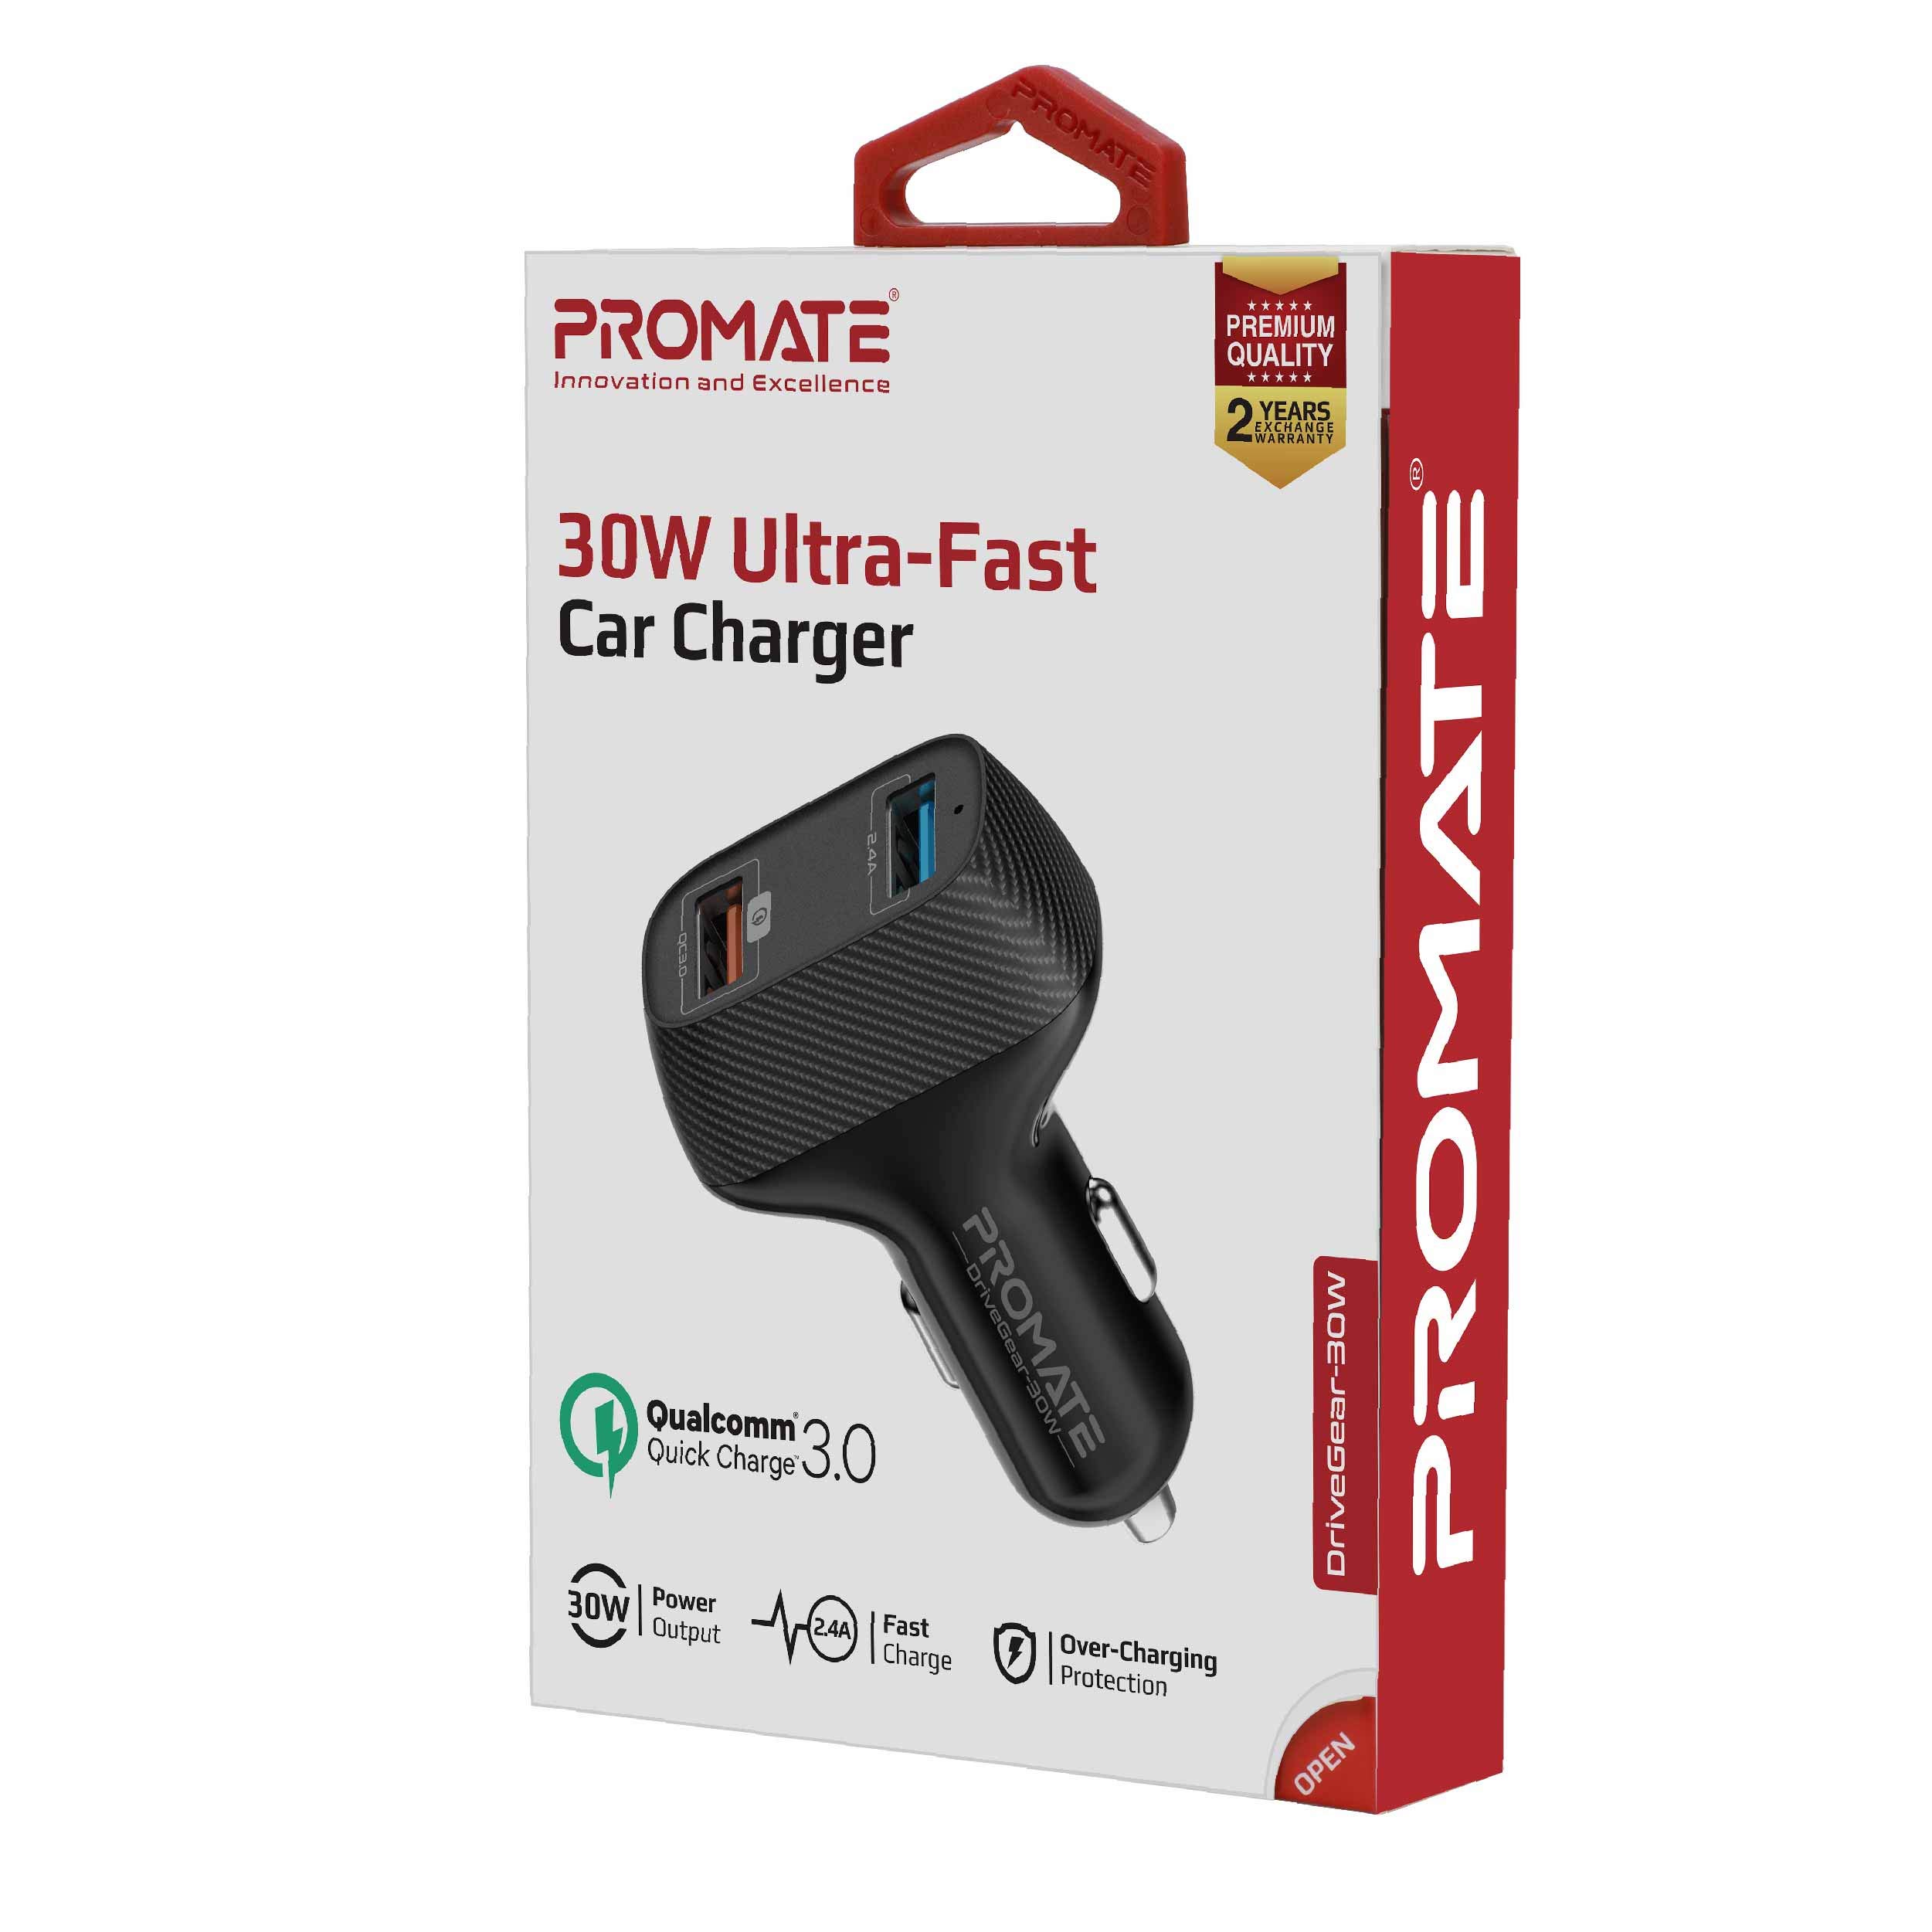 PROMATE
PROMATE®
Innovation and Excellence
PREMIUM
QUALITY
2 YEARS
EXCHANGE
WARRANTY
30W Ultra-Fast
Car Charger
2.4A
QC3.0
PROMATE
DriveGear-30W
Qualcomm®
Quick Charge™ 3.0
30W Power
Output
2.4A Fast
Charge
Over-Charging
Protection
DriveGear-30W
OPEN
PROMATE®